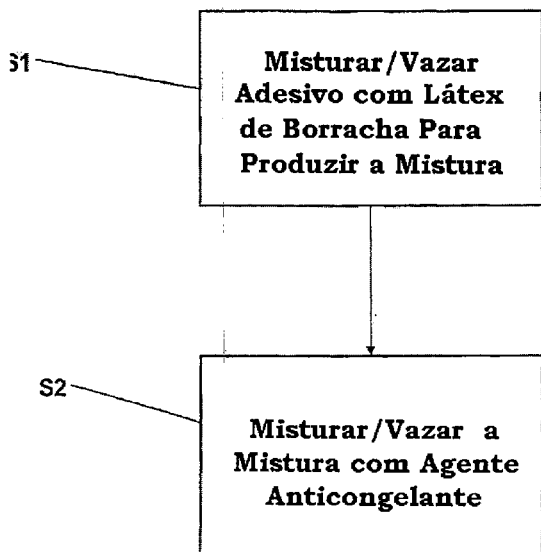 S1
Misturar/Vazar
Adesivo com Látex
de Borracha Para
Produzir a Mistura
S2
Misturar/Vazar a
Mistura com Agente
Anticongelante